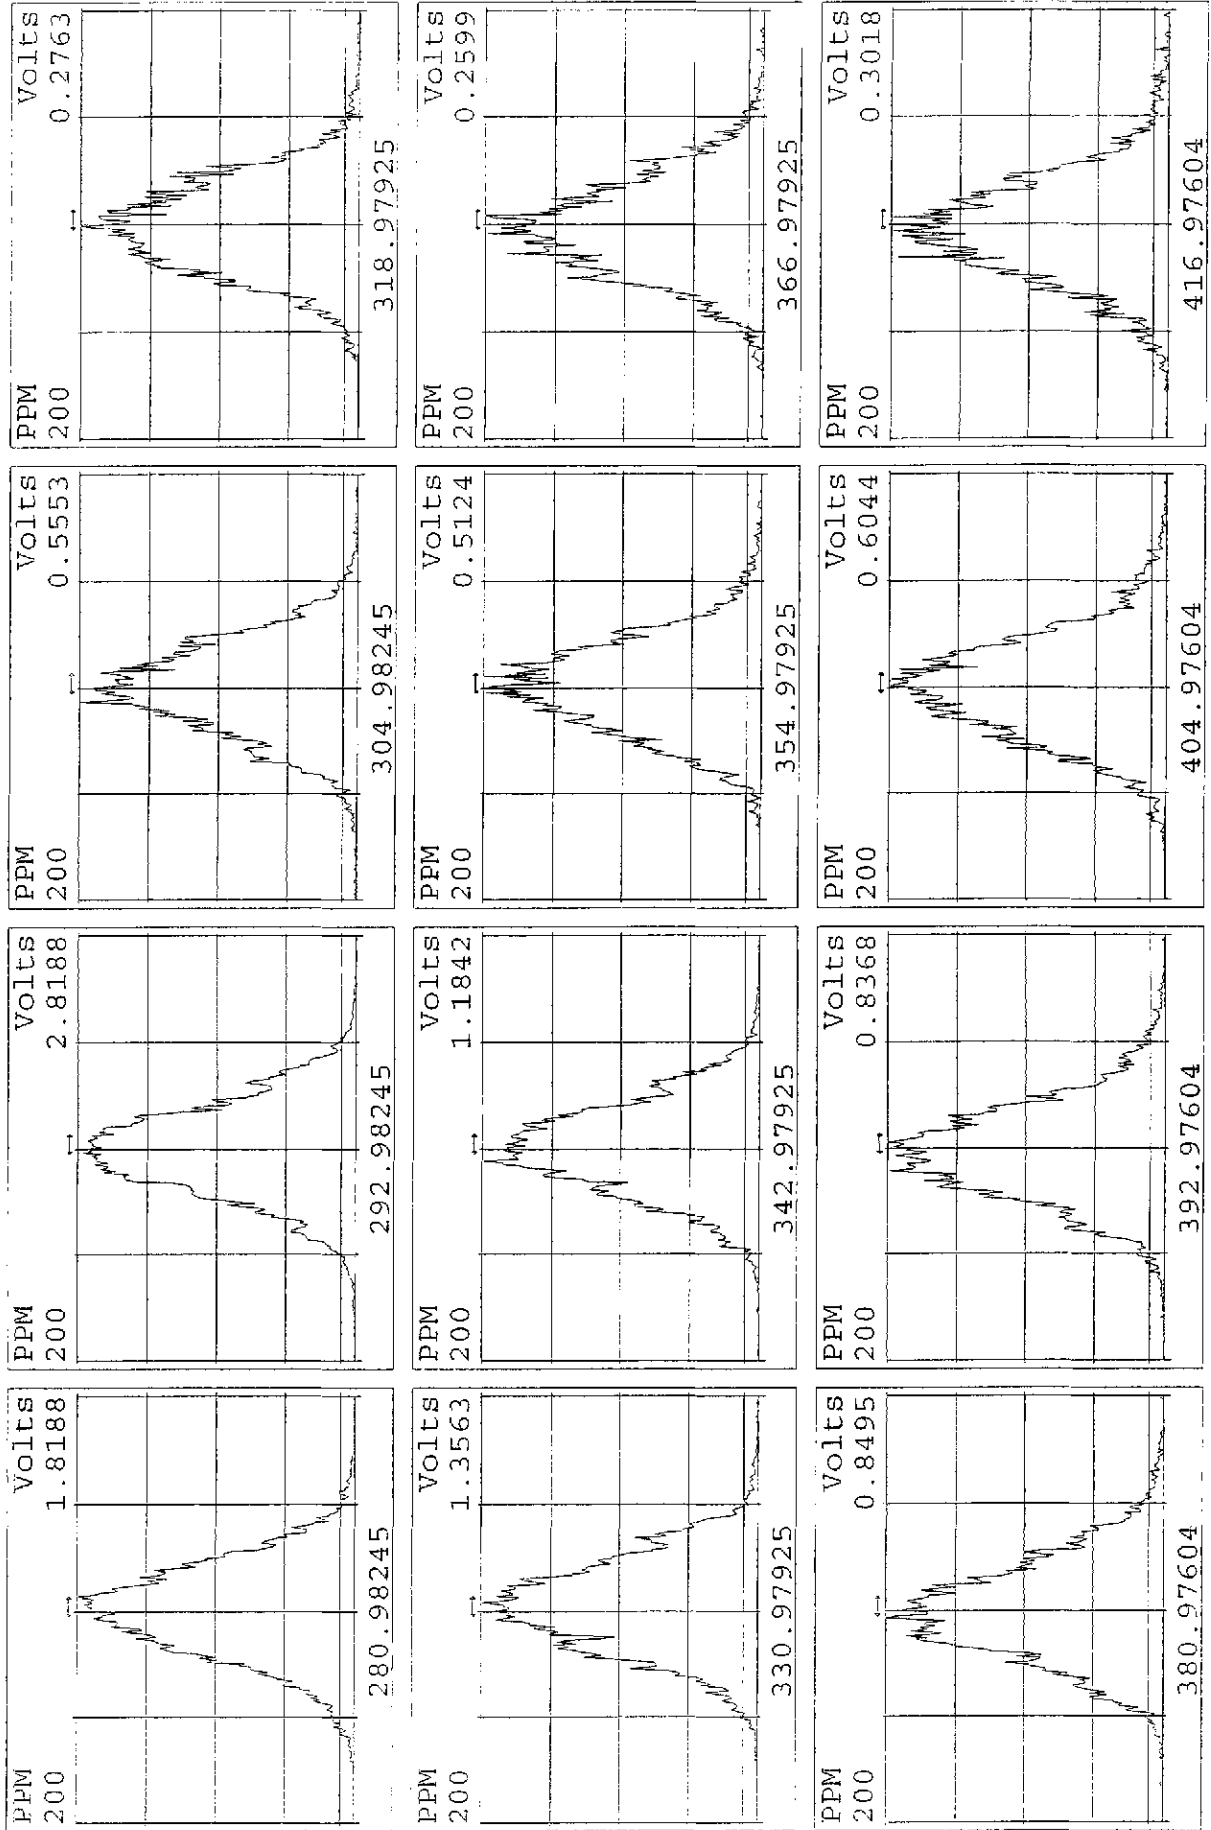 PPM Volts
200 1.8188
280.98245
PPM Volts
200 2.8188
292.98245
PPM Volts
200 0.5553
304.98245
PPM Volts
200 0.2763
318.97925
PPM Volts
200 1.3563
330.97925
PPM Volts
200 1.1842
342.97925
PPM Volts
200 0.5124
354.97925
PPM Volts
200 0.2599
366.97925
PPM Volts
200 0.8495
380.97604
PPM Volts
200 0.8368
392.97604
PPM Volts
200 0.6044
404.97604
PPM Volts
200 0.3018
416.97604